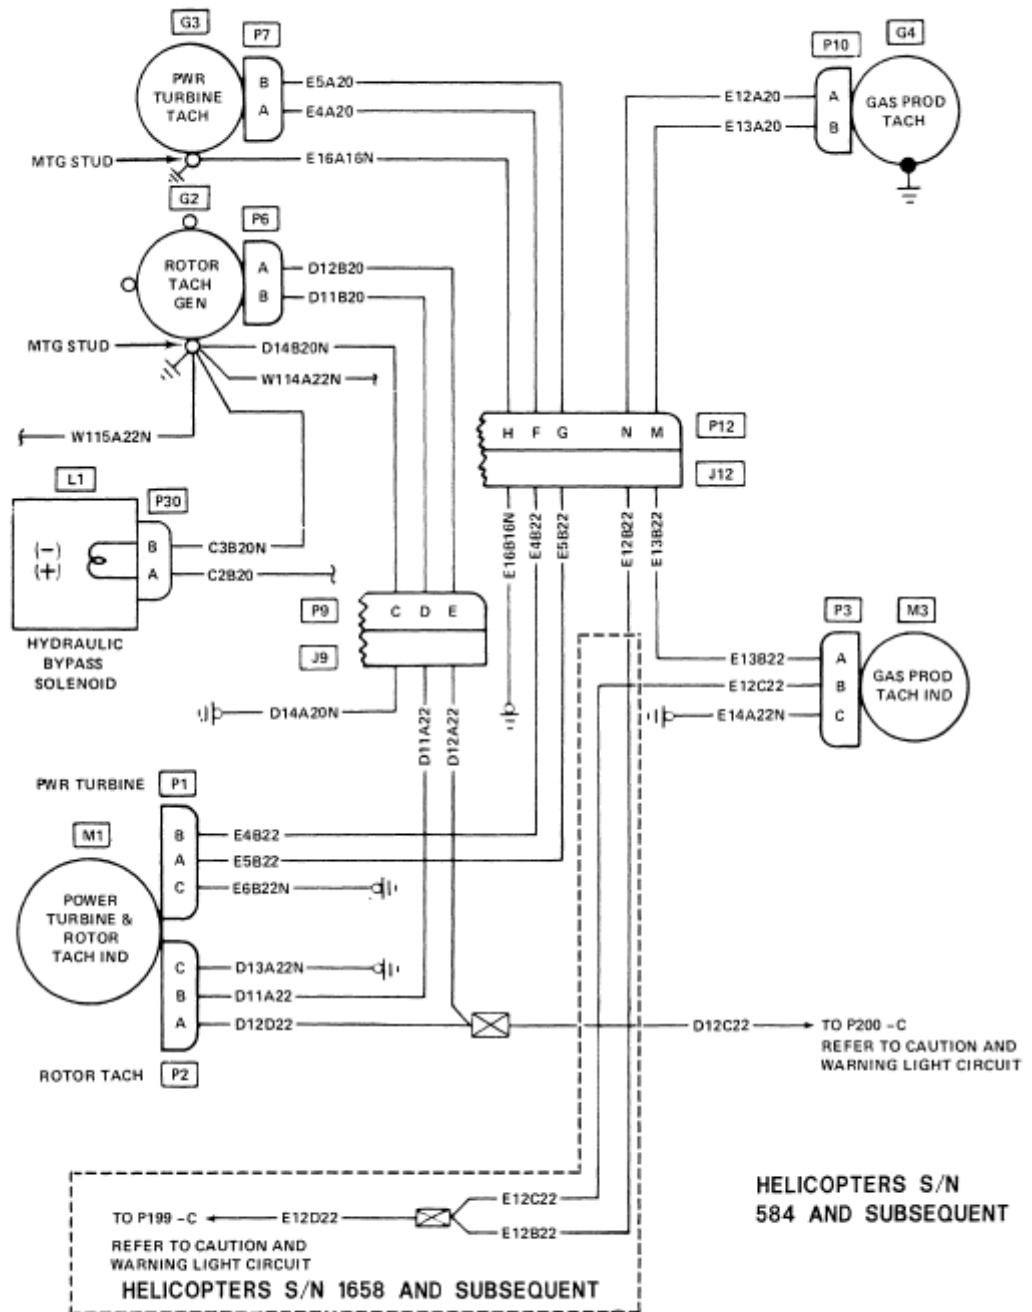 G3
P7
PWR
TURBINE
TACH
B
A
E5A20
E4A20
MTG STUD
E16A16N
G2
P6
ROTOR
TACH
GEN
A
B
D12B20
D11B20
MTG STUD
D14B20N
W114A22N
W115A22N
P10
G4
A
B
E12A20
E13A20
GAS PROD
TACH
H F G N M
P12
J12
E16B16N
E4B22
E5B22
E12B22
E13B22
L1
P30
(-)
(+)
B
A
C3B20N
C2B20
HYDRAULIC
BYPASS
SOLENOID
P9
C D E
J9
D14A20N
D11A22
D12A22
P3
M3
A
B
C
E13B22
E12C22
E14A22N
GAS PROD
TACH IND
PWR TURBINE
P1
M1
B
A
C
E4B22
E5B22
E6B22N
POWER
TURBINE &
ROTOR
TACH IND
C
B
A
D13A22N
D11A22
D12D22
ROTOR TACH
P2
D12C22
TO P200 -C
REFER TO CAUTION AND
WARNING LIGHT CIRCUIT
E12C22
E12D22
E12B22
TO P199 -C
REFER TO CAUTION AND
WARNING LIGHT CIRCUIT
HELICOPTERS S/N 1658 AND SUBSEQUENT
HELICOPTERS S/N
584 AND SUBSEQUENT